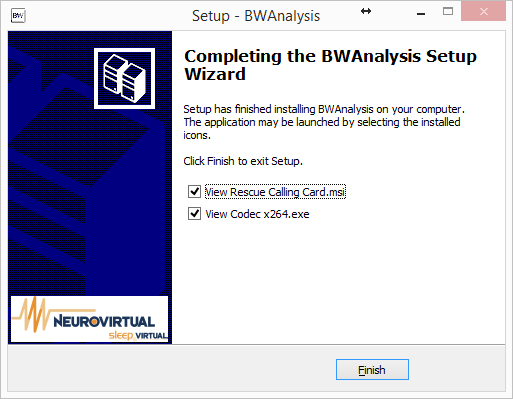 BW
Setup - BWAnalysis
Completing the BWAnalysis Setup
Wizard
Setup has finished installing BWAnalysis on your computer.
The application may be launched by selecting the installed
icons.
Click Finish to exit Setup.
View Rescue Calling Card.msi
View Codec x264.exe
NEUROVIRTUAL
sleep VIRTUAL
Finish